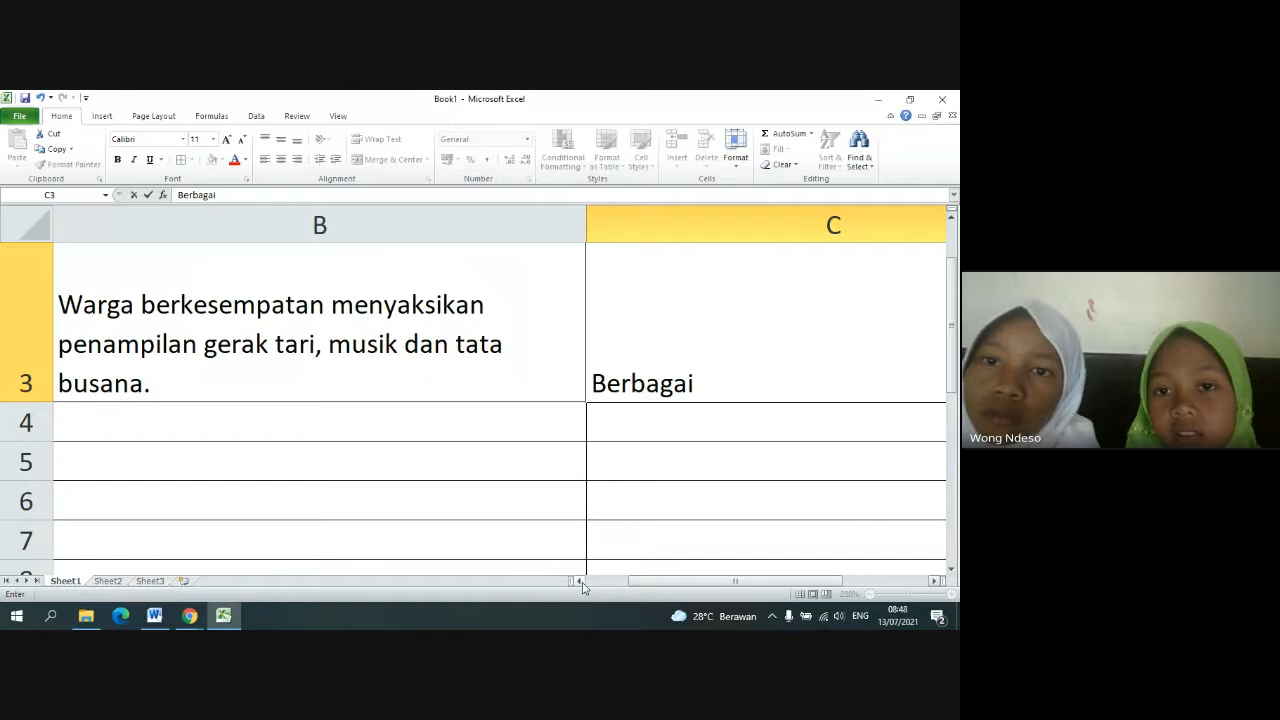 Book1 - Microsoft Excel
File Home Insert Page Layout Formulas Data Review View
Cut
Copy
Format Painter
Paste
Clipboard
Calibri 11
B I U
Font
Wrap Text
Merge & Center
Alignment
General
Number
Conditional Formatting
Format as Table
Cell Styles
Styles
Insert
Delete
Format
Cells
AutoSum
Fill
Clear
Sort & Filter
Find & Select
Editing
C3
fx
Berbagai
B C
3
Warga berkesempatan menyaksikan
penampilan gerak tari, musik dan tata
busana.
Berbagai
4
5
6
7
Sheet1 Sheet2 Sheet3
Enter
280%
28°C Berawan
ENG
08:48
13/07/2021
2
Wong Ndeso